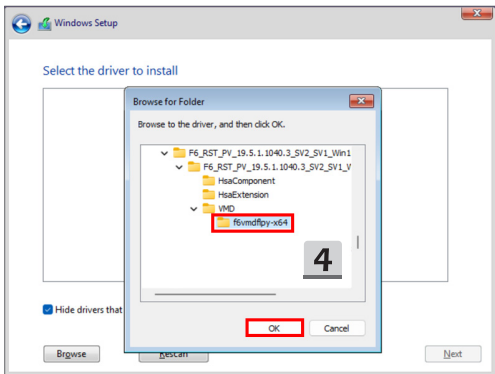 Windows Setup
Select the driver to install
Browse for Folder
Browse to the driver, and then click OK.
F6_RST_PV_19.5.1.1040.3_SV2_SV1_Win1
F6_RST_PV_19.5.1.1040.3_SV2_SV1_V
HsaComponent
HsaExtension
VMD
f6vmdflpy-x64
4
OK
Cancel
Hide drivers that
Browse
Rescan
Next